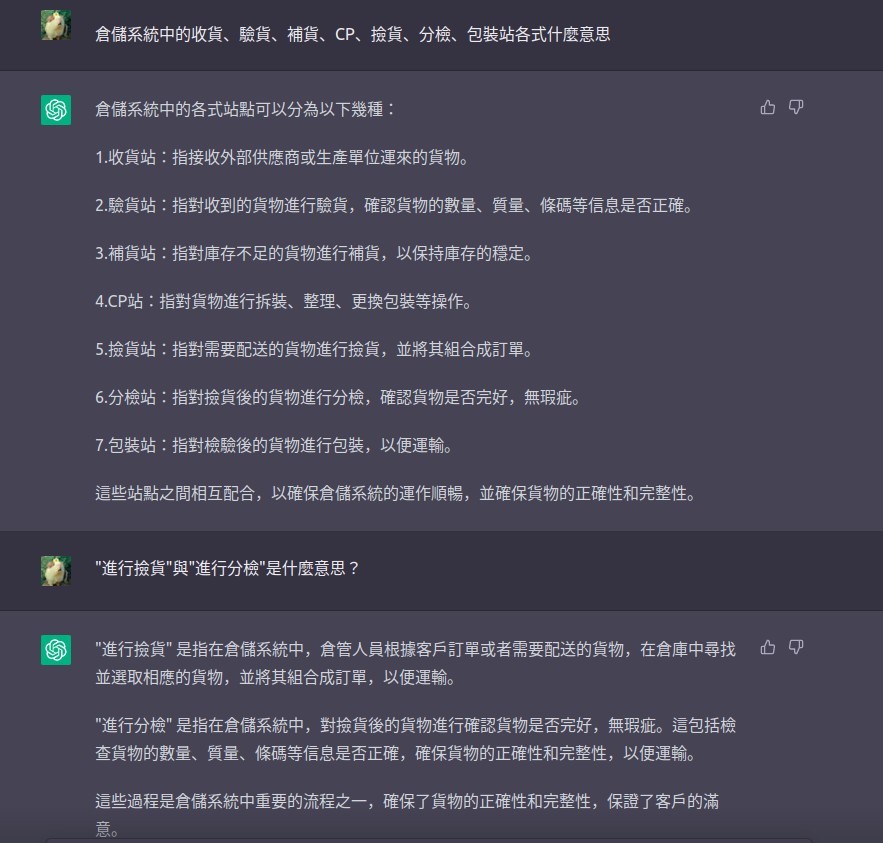 倉儲系統中的收貨、驗貨、補貨、CP、撿貨、分檢、包裝站各式什麼意思
倉儲系統中的各式站點可以分為以下幾種：
1.收貨站：指接收外部供應商或生產單位運來的貨物。
2.驗貨站：指對收到的貨物進行驗貨，確認貨物的數量、質量、條碼等信息是否正確。
3.補貨站：指對庫存不足的貨物進行補貨，以保持庫存的穩定。
4.CP站：指對貨物進行拆裝、整理、更換包裝等操作。
5.撿貨站：指對需要配送的貨物進行撿貨，並將其組合成訂單。
6.分檢站：指對撿貨後的貨物進行分檢，確認貨物是否完好，無瑕疵。
7.包裝站：指對檢驗後的貨物進行包裝，以便運輸。
這些站點之間相互配合，以確保倉儲系統的運作順暢，並確保貨物的正確性和完整性。
"進行撿貨"與"進行分檢"是什麼意思？
"進行撿貨" 是指在倉儲系統中，倉管人員根據客戶訂單或者需要配送的貨物，在倉庫中尋找
並選取相應的貨物，並將其組合成訂單，以便運輸。
"進行分檢" 是指在倉儲系統中，對撿貨後的貨物進行確認貨物是否完好，無瑕疵。這包括檢
查貨物的數量、質量、條碼等信息是否正確，確保貨物的正確性和完整性，以便運輸。
這些過程是倉儲系統中重要的流程之一，確保了貨物的正確性和完整性，保證了客戶的滿
意。